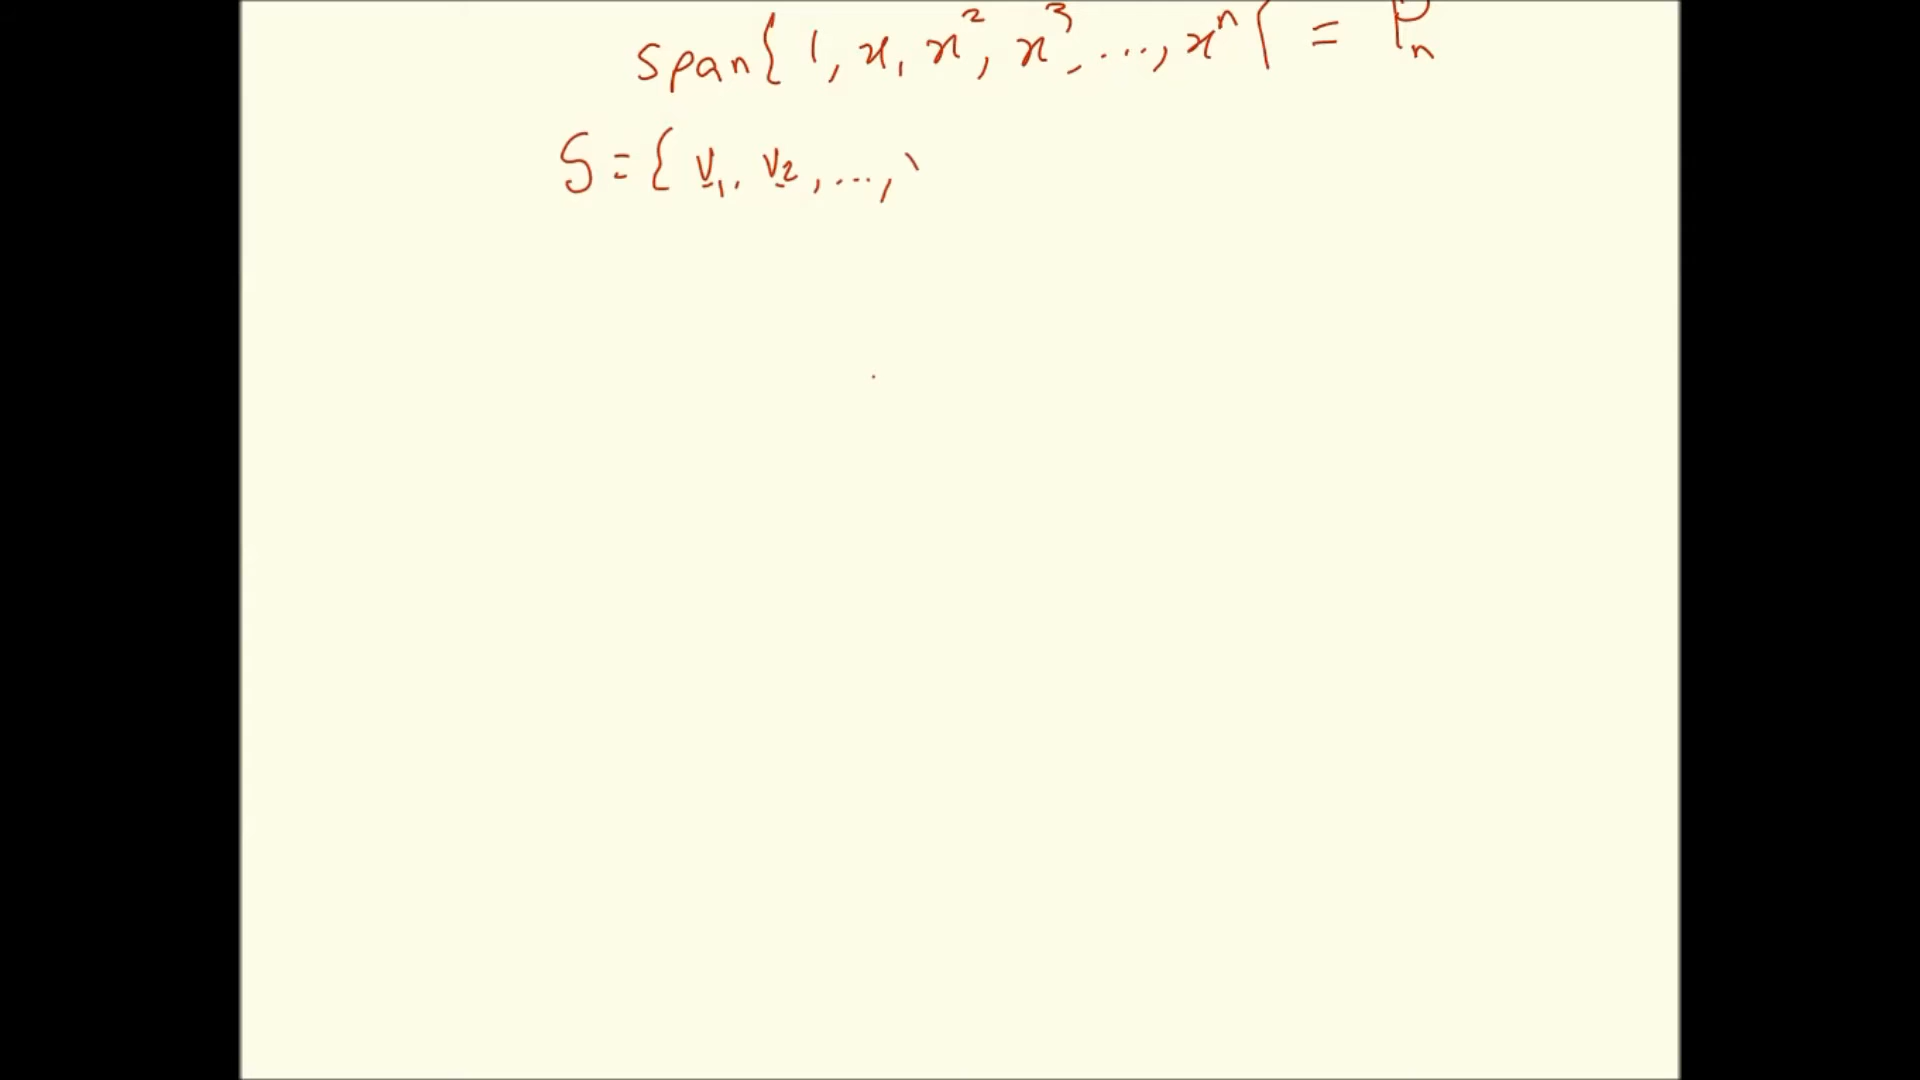 span{ 1, x, x², x³, ..., xⁿ } = Pₙ
S = { v₁, v₂, ...,